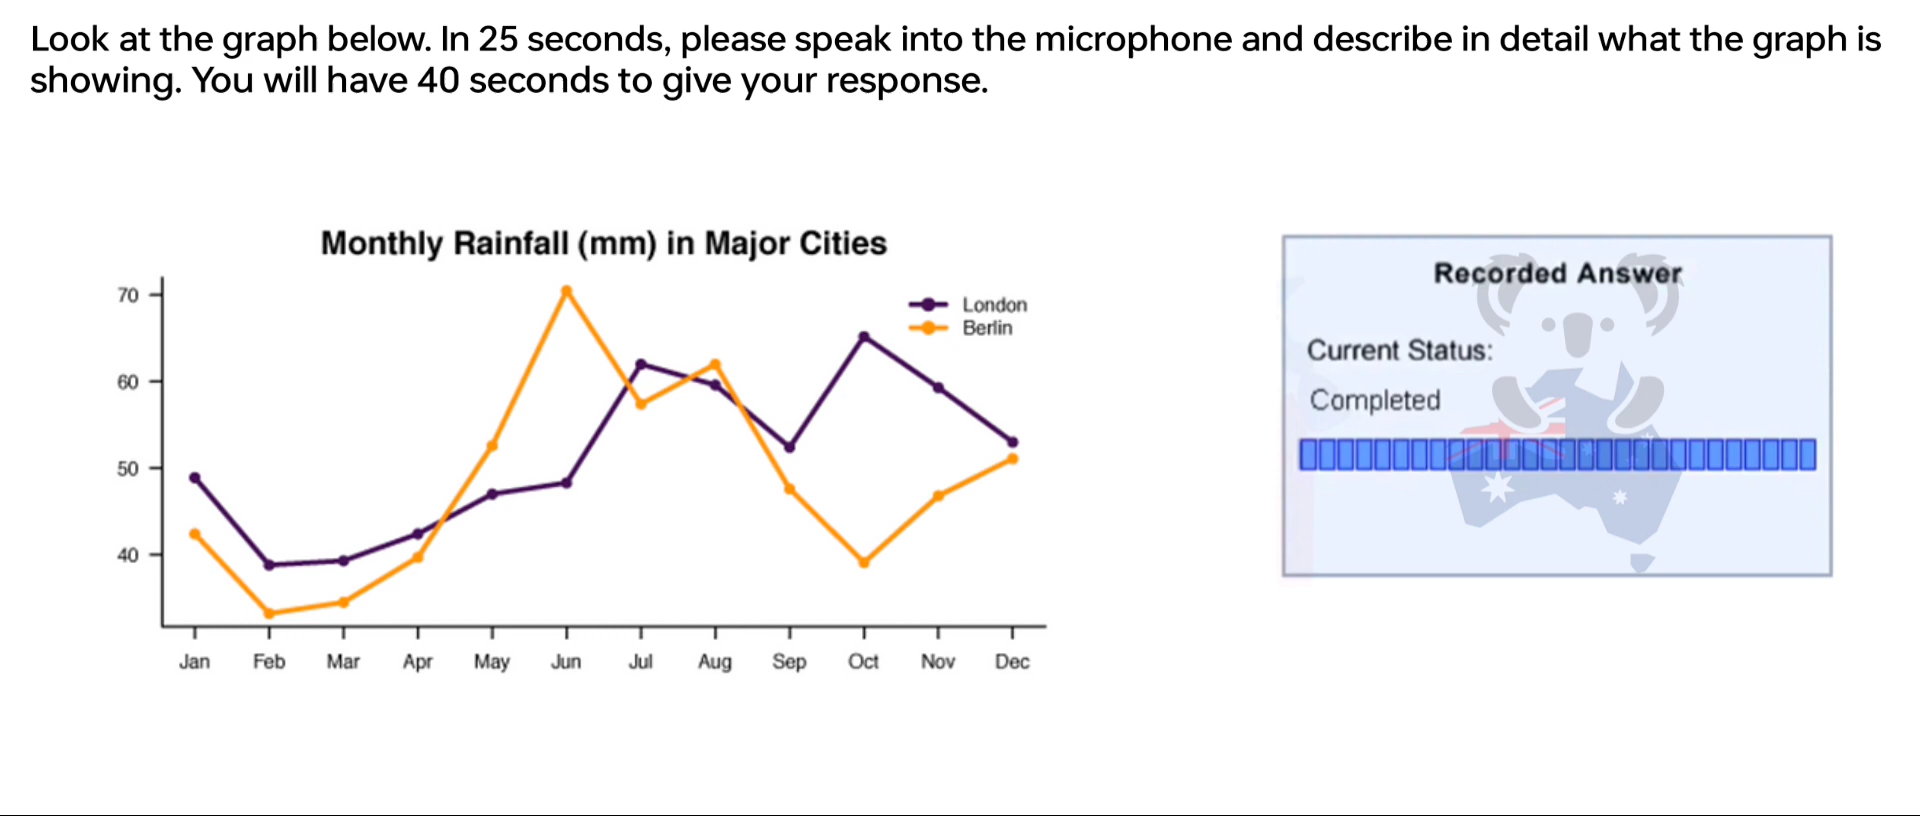 Look at the graph below. In 25 seconds, please speak into the microphone and describe in detail what the graph is
showing. You will have 40 seconds to give your response.
Monthly Rainfall (mm) in Major Cities
70
60
50
40
London
Berlin
Jan Feb Mar Apr May Jun Jul Aug Sep Oct Nov Dec
Recorded Answer
Current Status:
Completed